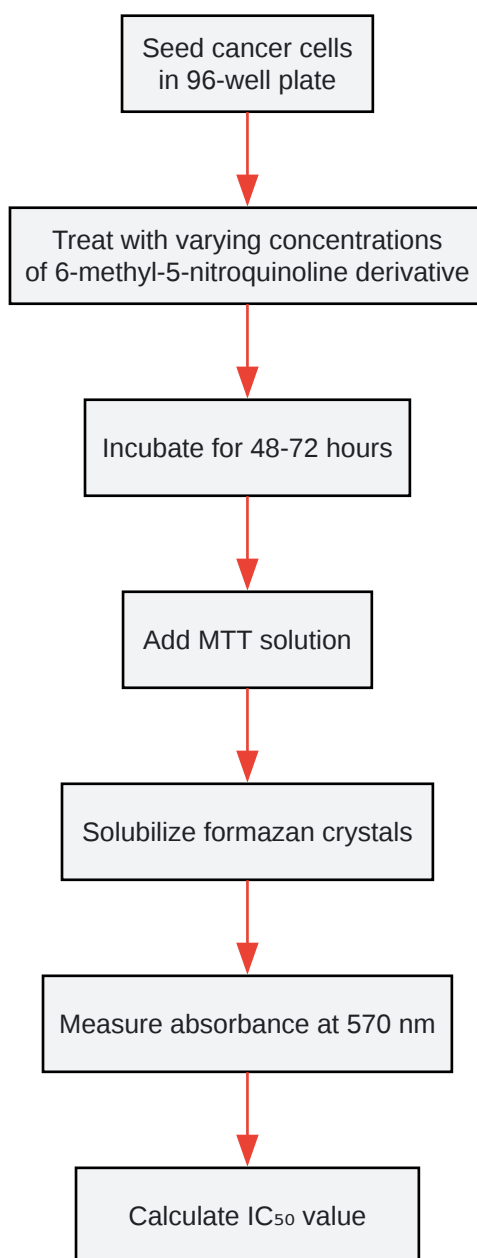 Seed cancer cells
in 96-well plate
Treat with varying concentrations
of 6-methyl-5-nitroquinoline derivative
Incubate for 48-72 hours
Add MTT solution
Solubilize formazan crystals
Measure absorbance at 570 nm
Calculate IC₅₀ value